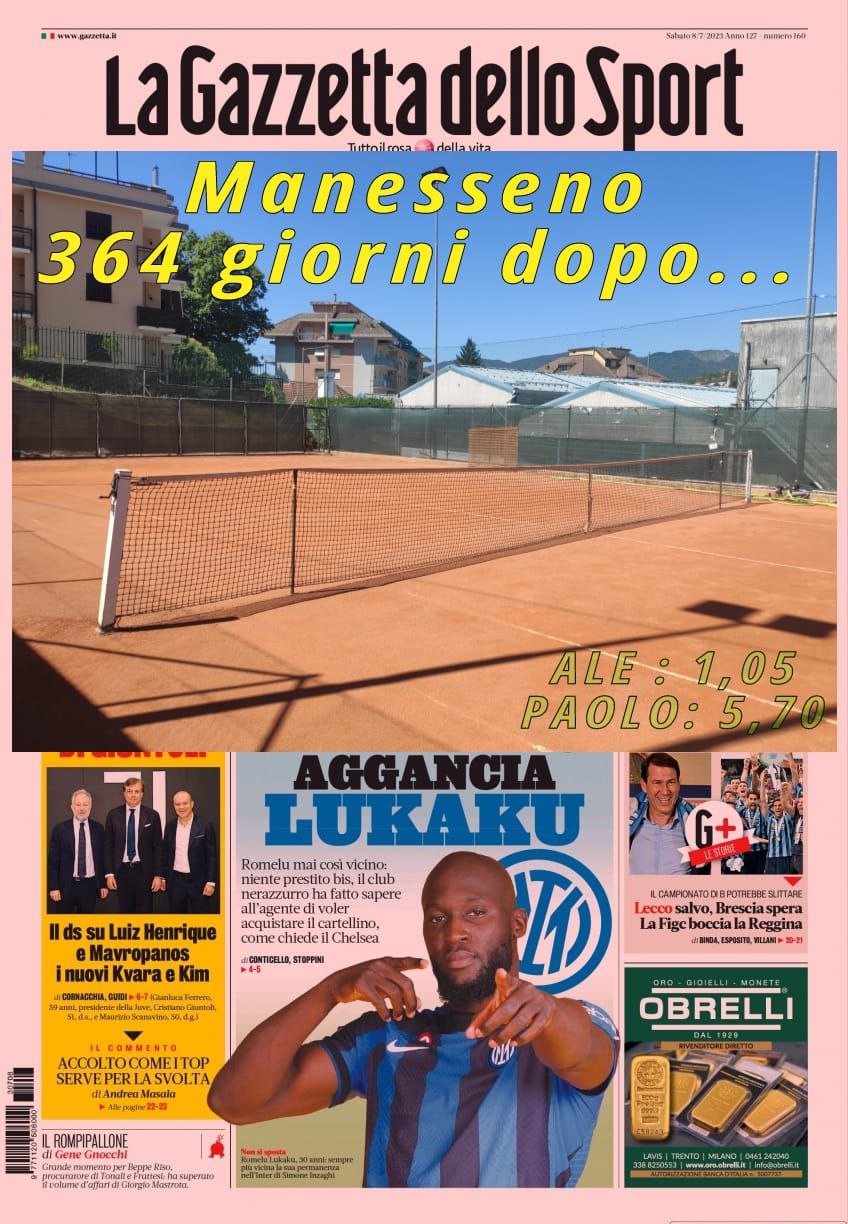 www.gazzetta.it
Sabato 8/7/2023 Anno 127 - numero 160
La Gazzetta dello Sport
Tutto il rosa della vita
Manesseno
364 giorni dopo...
ALE : 1,05
PAOLO: 5,70
DI GIUNTOLI
Il ds su Luiz Henrique
e Mavropanos
i nuovi Kvara e Kim
di CORNACCHIA, GUIDI ▶ 6-7 (Gianluca Ferrero,
59 anni, presidente della Juve, Cristiano Giuntoli,
51, d.s., e Maurizio Scanavino, 50, d.g.)
IL COMMENTO
ACCOLTO COME I TOP
SERVE PER LA SVOLTA
di Andrea Masala
▶ Alle pagine 22-23
IL ROMPIPALLONE
di Gene Gnocchi
Grande momento per Beppe Riso,
procuratore di Tonali e Frattesi: ha superato
il volume d'affari di Giorgio Mastrota.
30708
9 771120 506000
AGGANCIA
LUKAKU
Romelu mai così vicino:
niente prestito bis, il club
nerazzurro ha fatto sapere
all'agente di voler
acquistare il cartellino,
come chiede il Chelsea
di CONTICELLO, STOPPINI
▶ 4-5
Non si sposta
Romelu Lukaku, 30 anni: sempre
più vicina la sua permanenza
nell'Inter di Simone Inzaghi
G+
LE STORIE
IL CAMPIONATO DI B POTREBBE SLITTARE
Lecco salvo, Brescia spera
La Figc boccia la Reggina
di BINDA, ESPOSITO, VILLANI ▶ 20-21
ORO - GIOIELLI - MONETE
OBRELLI
DAL 1929
RIVENDITORE DIRETTO
LAVIS | TRENTO | MILANO | 0461 242040
338 8250553 | www.oro.obrelli.it | info@obrelli.it
AUTORIZZAZIONE BANCA D'ITALIA n. 5007737